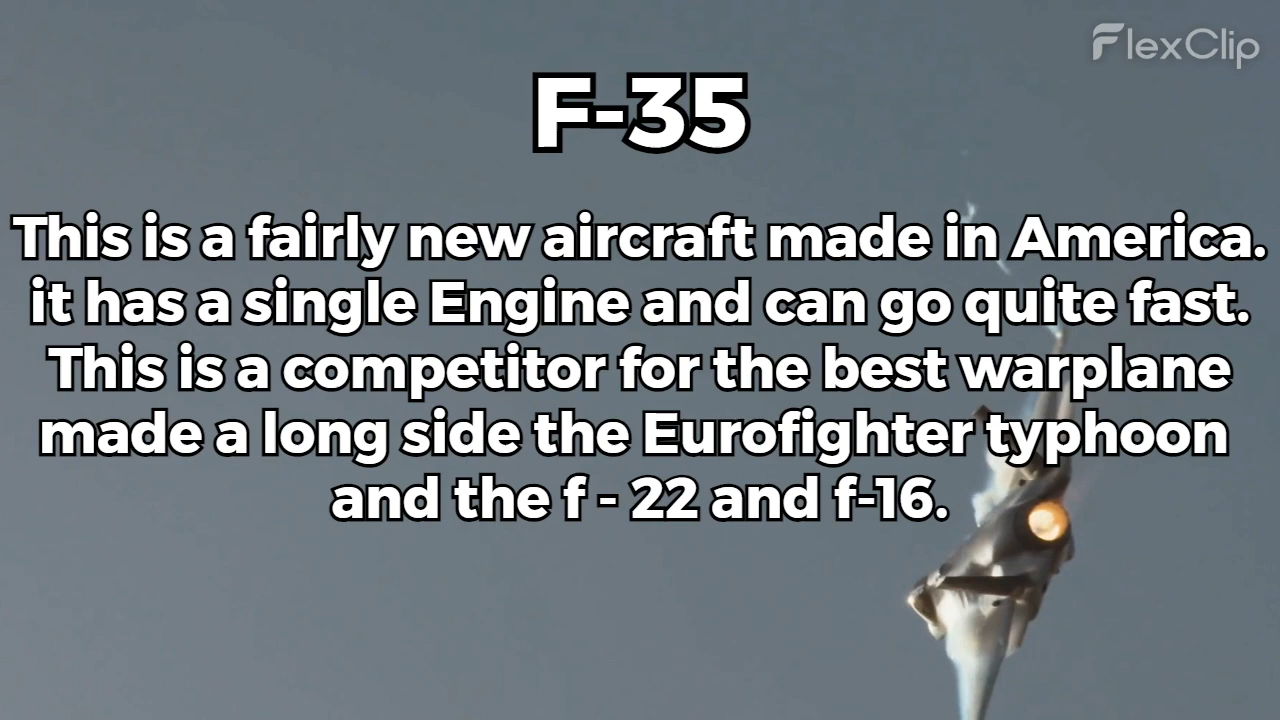 FlexClip
F-35
This is a fairly new aircraft made in America.
it has a single Engine and can go quite fast.
This is a competitor for the best warplane
made a long side the Eurofighter typhoon
and the f - 22 and f-16.